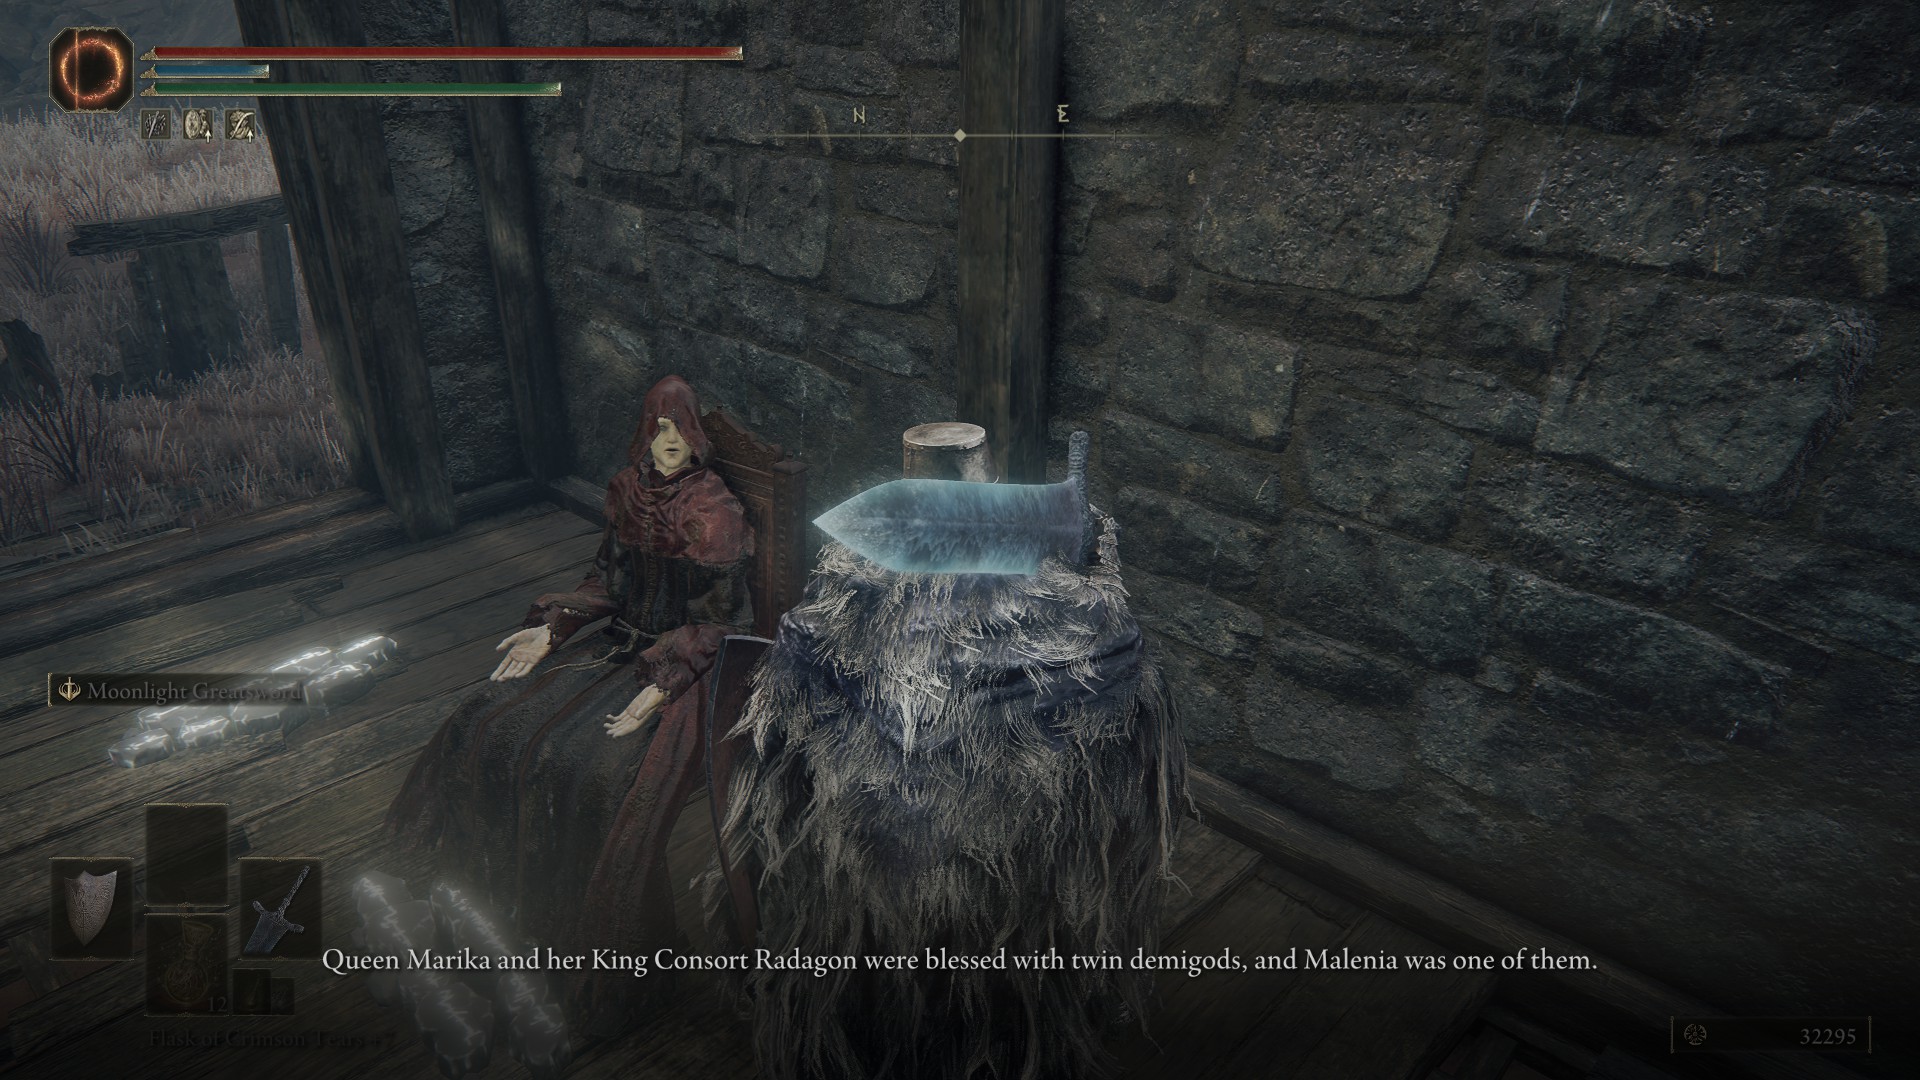 N E
Moonlight Greatsword
12
Queen Marika and her King Consort Radagon were blessed with twin demigods, and Malenia was one of them.
Flask of Crimson Tears
32295